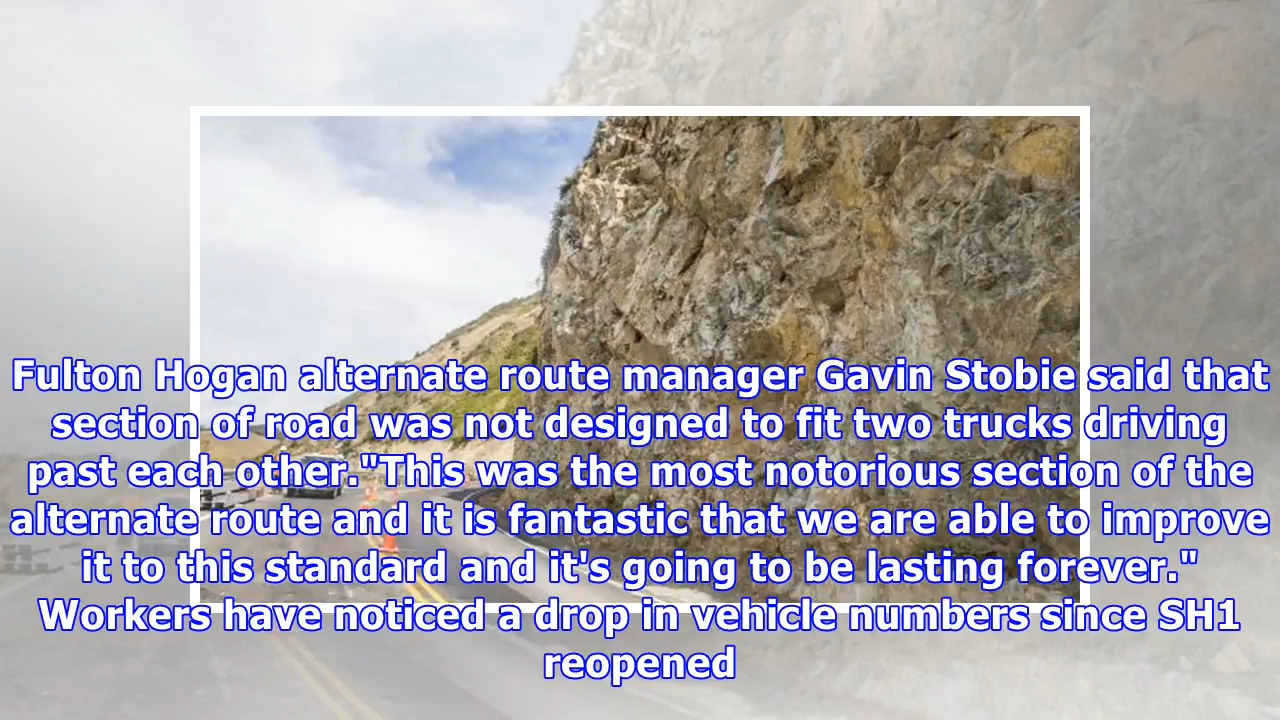 Fulton Hogan alternate route manager Gavin Stobie said that
section of road was not designed to fit two trucks driving
past each other."This was the most notorious section of the
alternate route and it is fantastic that we are able to improve
it to this standard and it's going to be lasting forever."
Workers have noticed a drop in vehicle numbers since SH1
reopened